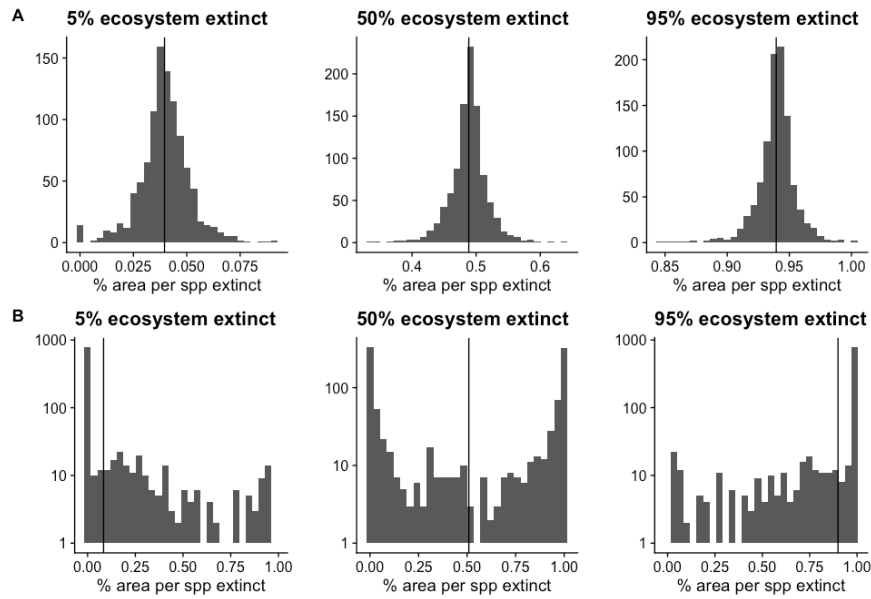 A
5% ecosystem extinct 50% ecosystem extinct 95% ecosystem extinct
150 200 200
100 150 150
50 100 100
0 50 50
0 0
0.000 0.025 0.050 0.075 0.4 0.5 0.6 0.85 0.90 0.95 1.00
% area per spp extinct % area per spp extinct % area per spp extinct
B
5% ecosystem extinct 50% ecosystem extinct 95% ecosystem extinct
1000 100 1000
100 10 100
10 1 10
1 1
0.00 0.25 0.50 0.75 1.00 0.00 0.25 0.50 0.75 1.00 0.00 0.25 0.50 0.75 1.00
% area per spp extinct % area per spp extinct % area per spp extinct